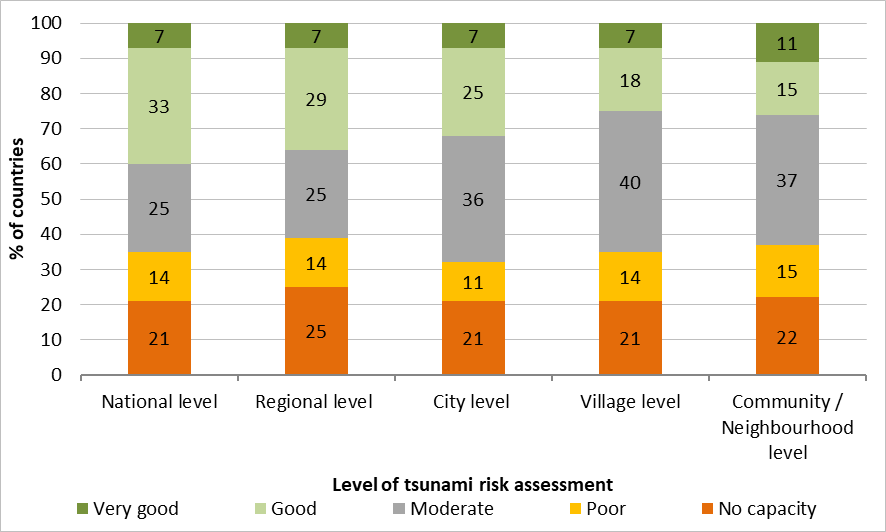 100
90
80
70
60
50
40
30
20
10
0
% of countries
7 7 7 7 11
33 29 25 18 15
25 25 36 40 37
14 14 11 14 15
21 25 21 21 22
National level
Regional level
City level
Village level
Community /
Neighbourhood
level
Level of tsunami risk assessment
Very good Good Moderate Poor No capacity